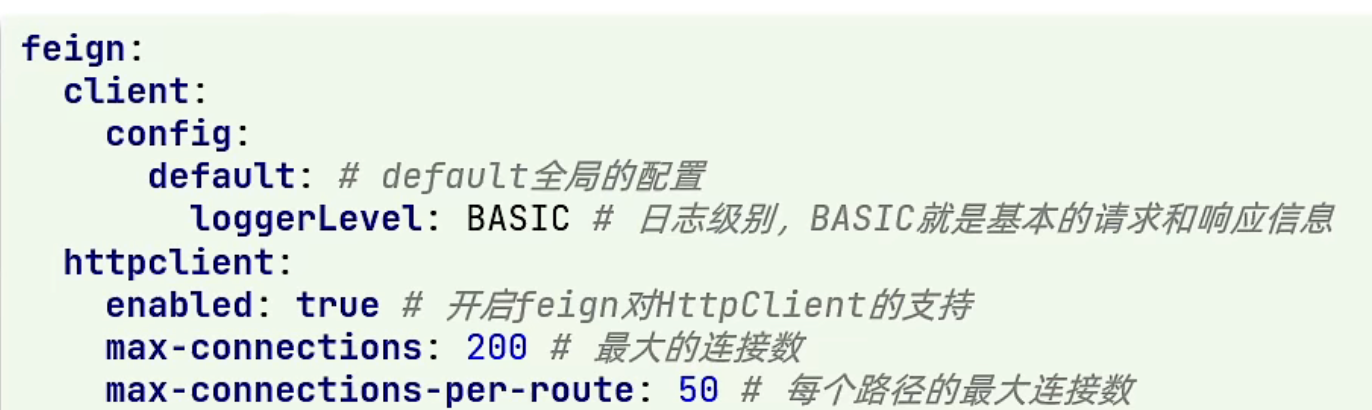 feign:
  client:
    config:
      default: # default全局的配置
        loggerLevel: BASIC # 日志级别，BASIC就是基本的请求和响应信息
  httpclient:
    enabled: true # 开启feign对HttpClient的支持
    max-connections: 200 # 最大的连接数
    max-connections-per-route: 50 # 每个路径的最大连接数